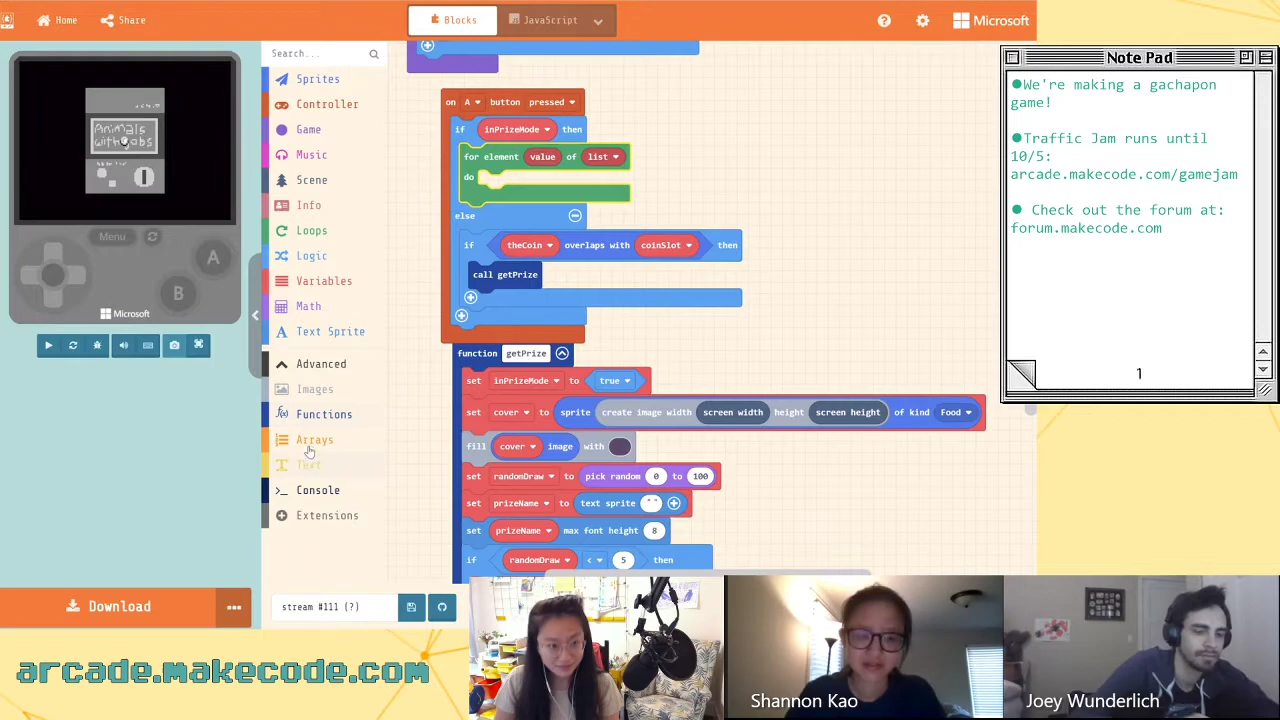 Home
Share
Blocks
JavaScript
Microsoft
Animals
with jobs
Menu
A
B
Microsoft
Search...
Sprites
Controller
Game
Music
Scene
Info
Loops
Logic
Variables
Math
Text Sprite
Advanced
Images
Functions
Arrays
Text
Console
Extensions
on A button pressed
if inPrizeMode then
for element value of list
do
else
if theCoin overlaps with coinSlot then
call getPrize
function getPrize
set inPrizeMode to true
set cover to sprite create image width screen width height screen height of kind Food
fill cover image with
set randomDraw to pick random 0 to 100
set prizeName to text sprite " "
set prizeName max font height 8
if randomDraw < 5 then
Download
stream #111 (?)
arcade.makecode.com
Note Pad
●We're making a gachapon
game!
●Traffic Jam runs until
10/5:
arcade.makecode.com/gamejam
● Check out the forum at:
forum.makecode.com
1
Shannon Kao
Joey Wunderlich